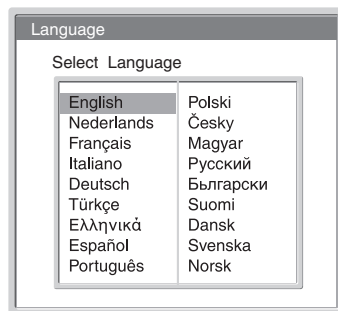 Language
Select Language
English
Nederlands
Français
Italiano
Deutsch
Türkçe
Ελληνικά
Español
Português
Polski
Česky
Magyar
Русский
Бьлгарски
Suomi
Dansk
Svenska
Norsk